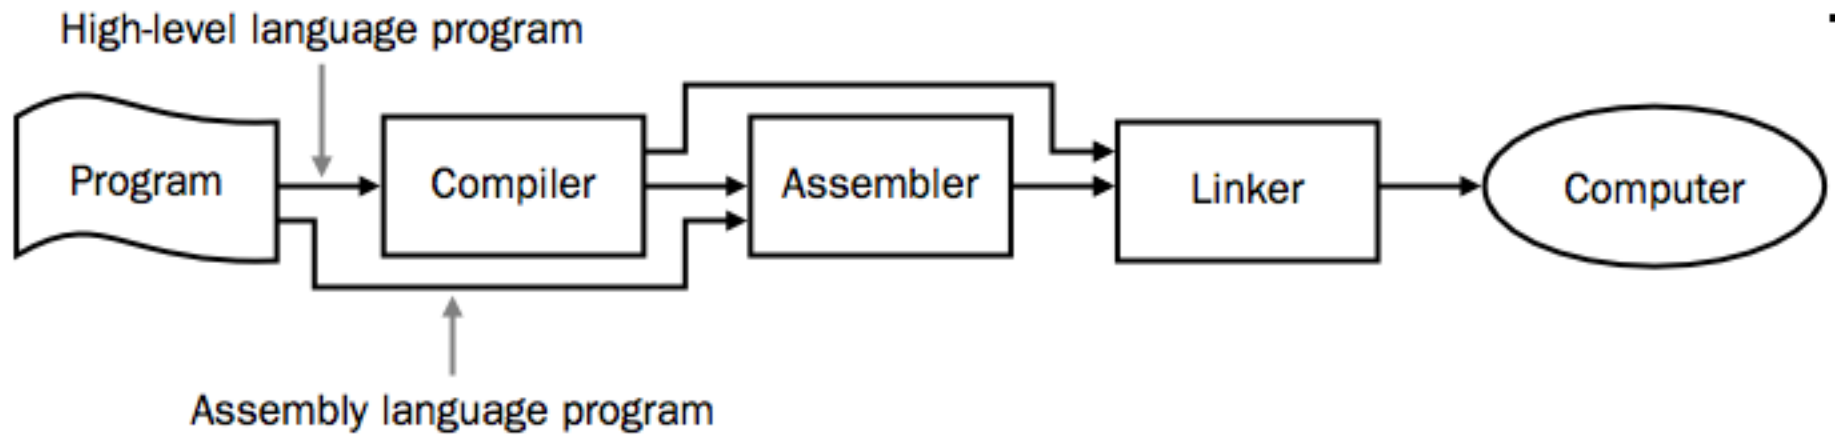 High-level language program
Program
Compiler
Assembler
Linker
Computer
Assembly language program